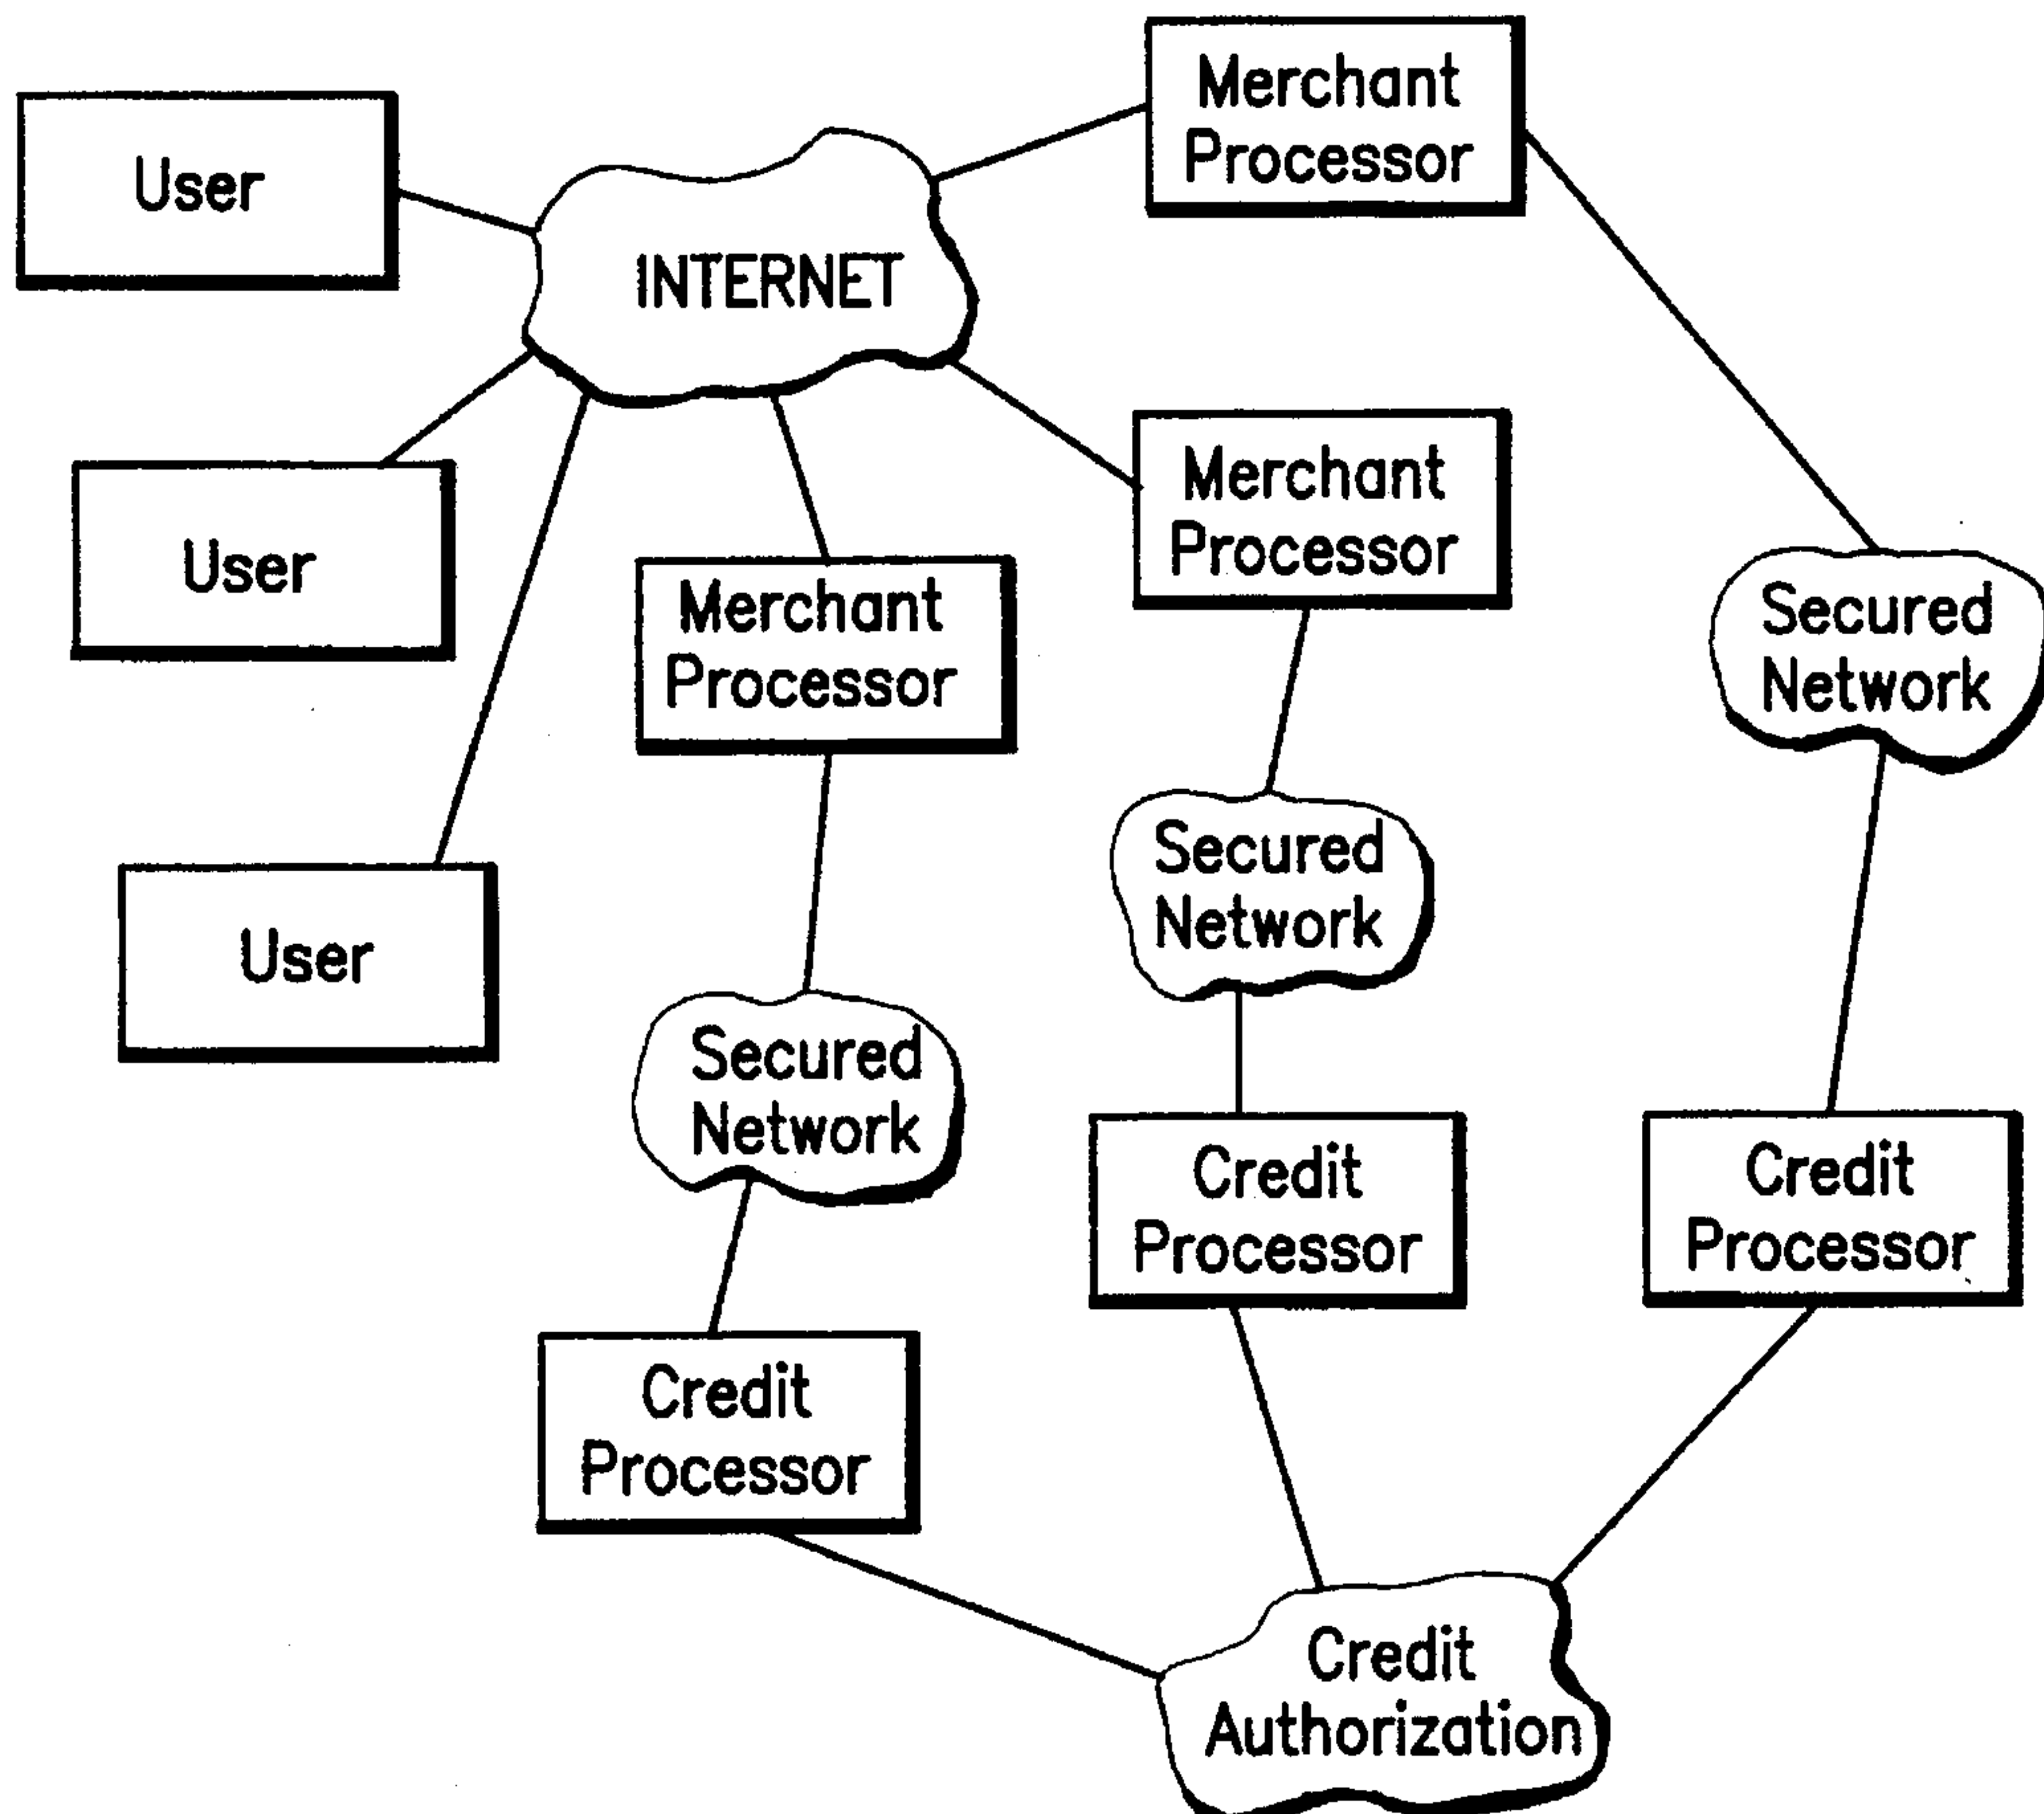 Merchant
Processor
User
INTERNET
Merchant
Processor
User
Merchant
Processor
Secured
Network
Secured
Network
User
Secured
Network
Credit
Processor
Credit
Processor
Credit
Processor
Credit
Authorization